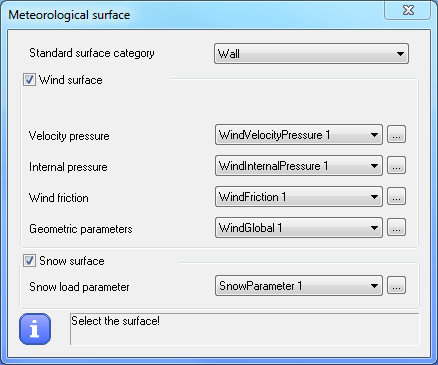 Meteorological surface
Standard surface category Wall
Wind surface
Velocity pressure WindVelocityPressure 1 ...
Internal pressure WindInternalPressure 1 ...
Wind friction WindFriction 1 ...
Geometric parameters WindGlobal 1 ...
Snow surface
Snow load parameter SnowParameter 1 ...
Select the surface!